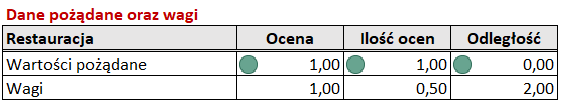 Dane pożądane oraz wagi
Restauracja Ocena Ilość ocen Odległość
Wartości pożądane 1,00 1,00 0,00
Wagi 1,00 0,50 2,00